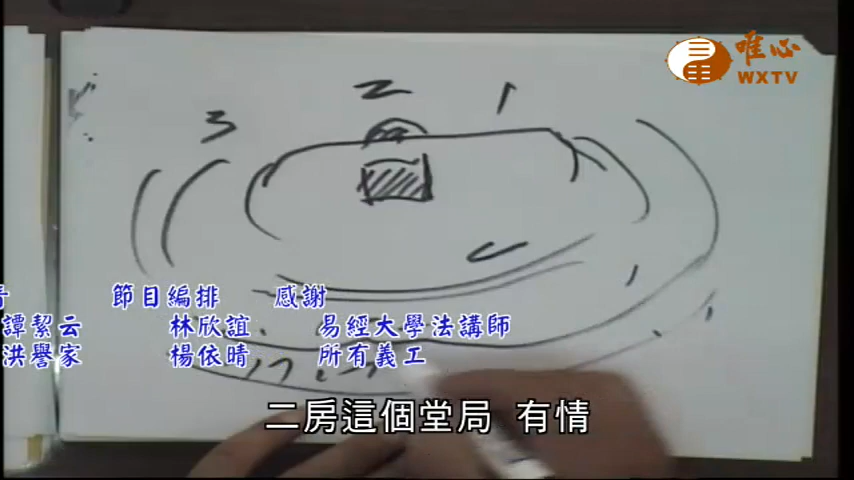 唯心
WXTV
2
1
3
節目編排 感謝
譚絜云 林欣誼 易經大學法講師
洪譽家 楊依晴 所有義工
二房這個堂局 有情